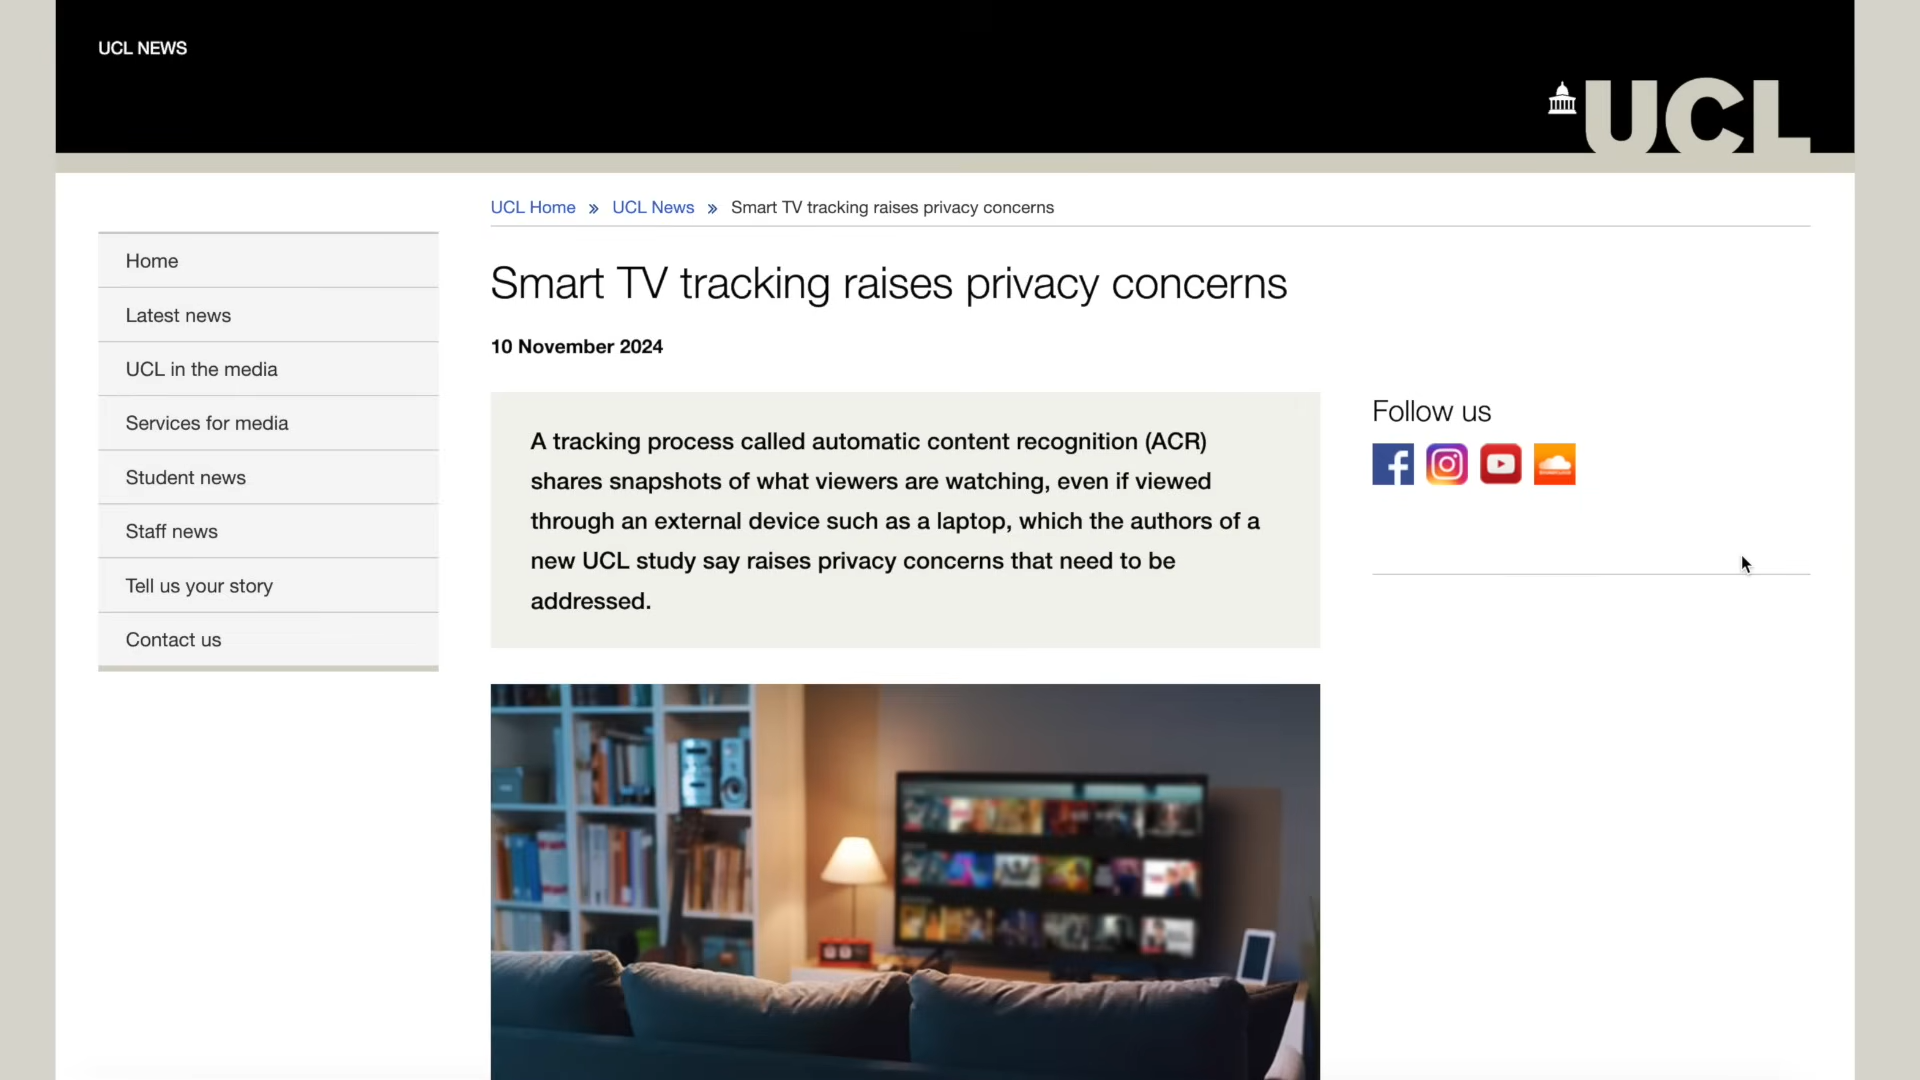 UCL NEWS
UCL
UCL Home » UCL News » Smart TV tracking raises privacy concerns
Home
Latest news
UCL in the media
Services for media
Student news
Staff news
Tell us your story
Contact us
Smart TV tracking raises privacy concerns
10 November 2024
A tracking process called automatic content recognition (ACR)
shares snapshots of what viewers are watching, even if viewed
through an external device such as a laptop, which the authors of a
new UCL study say raises privacy concerns that need to be
addressed.
Follow us